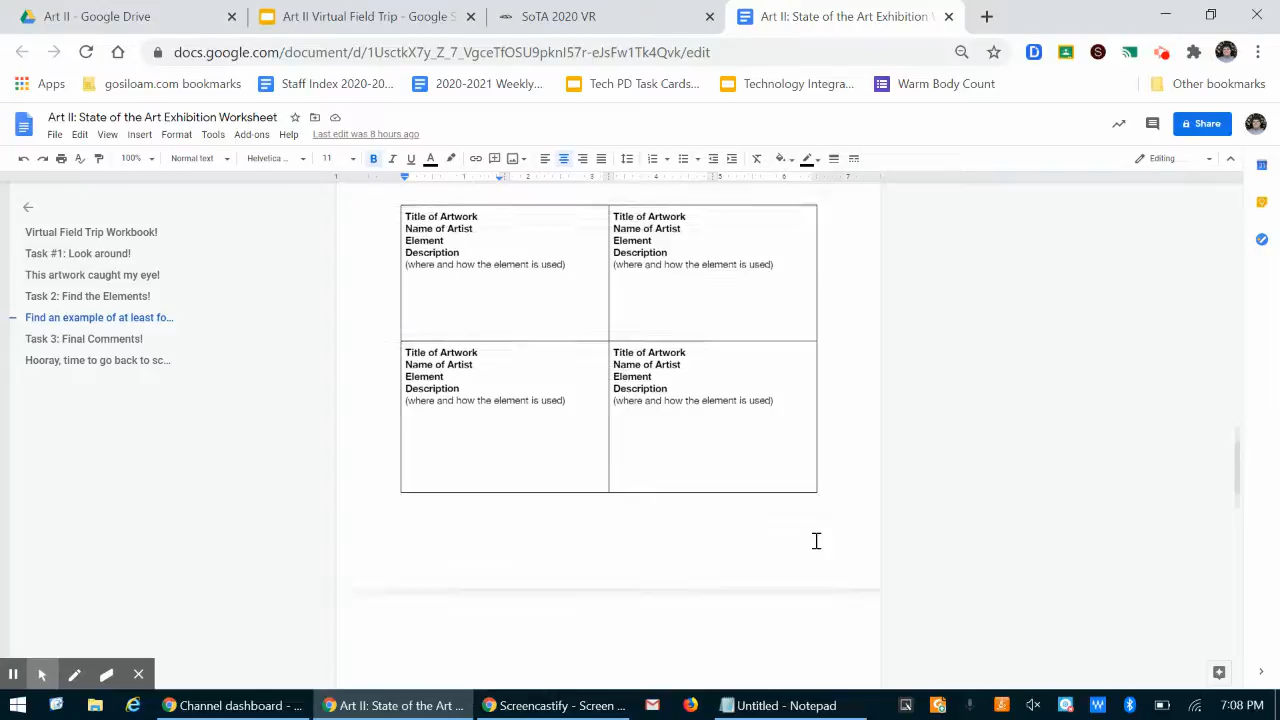 Art II - Google Drive
Art II Virtual Field Trip - Google S
SoTA 2020 VR
Art II: State of the Art Exhibition
docs.google.com/document/d/1UsctkX7y_Z_7_VgceTfOSU9pknI57r-eJsFw1Tk4Qvk/edit
Apps
gosiloam.com bookmarks
Staff Index 2020-20...
2020-2021 Weekly...
Tech PD Task Cards...
Technology Integra...
Warm Body Count
Other bookmarks
Art II: State of the Art Exhibition Worksheet
File Edit View Insert Format Tools Add-ons Help Last edit was 8 hours ago
Share
100% Normal text Helvetica ... 11 B I U A Editing
1 1 2 3 4 5 6 7
Virtual Field Trip Workbook!
Task #1: Look around!
This artwork caught my eye!
Task 2: Find the Elements!
Find an example of at least fo...
Task 3: Final Comments!
Hooray, time to go back to sc...
Title of Artwork
Name of Artist
Element
Description
(where and how the element is used)
Title of Artwork
Name of Artist
Element
Description
(where and how the element is used)
Title of Artwork
Name of Artist
Element
Description
(where and how the element is used)
Title of Artwork
Name of Artist
Element
Description
(where and how the element is used)
Channel dashboard - ...
Art II: State of the Art ...
Screencastify - Screen ...
Untitled - Notepad
7:08 PM